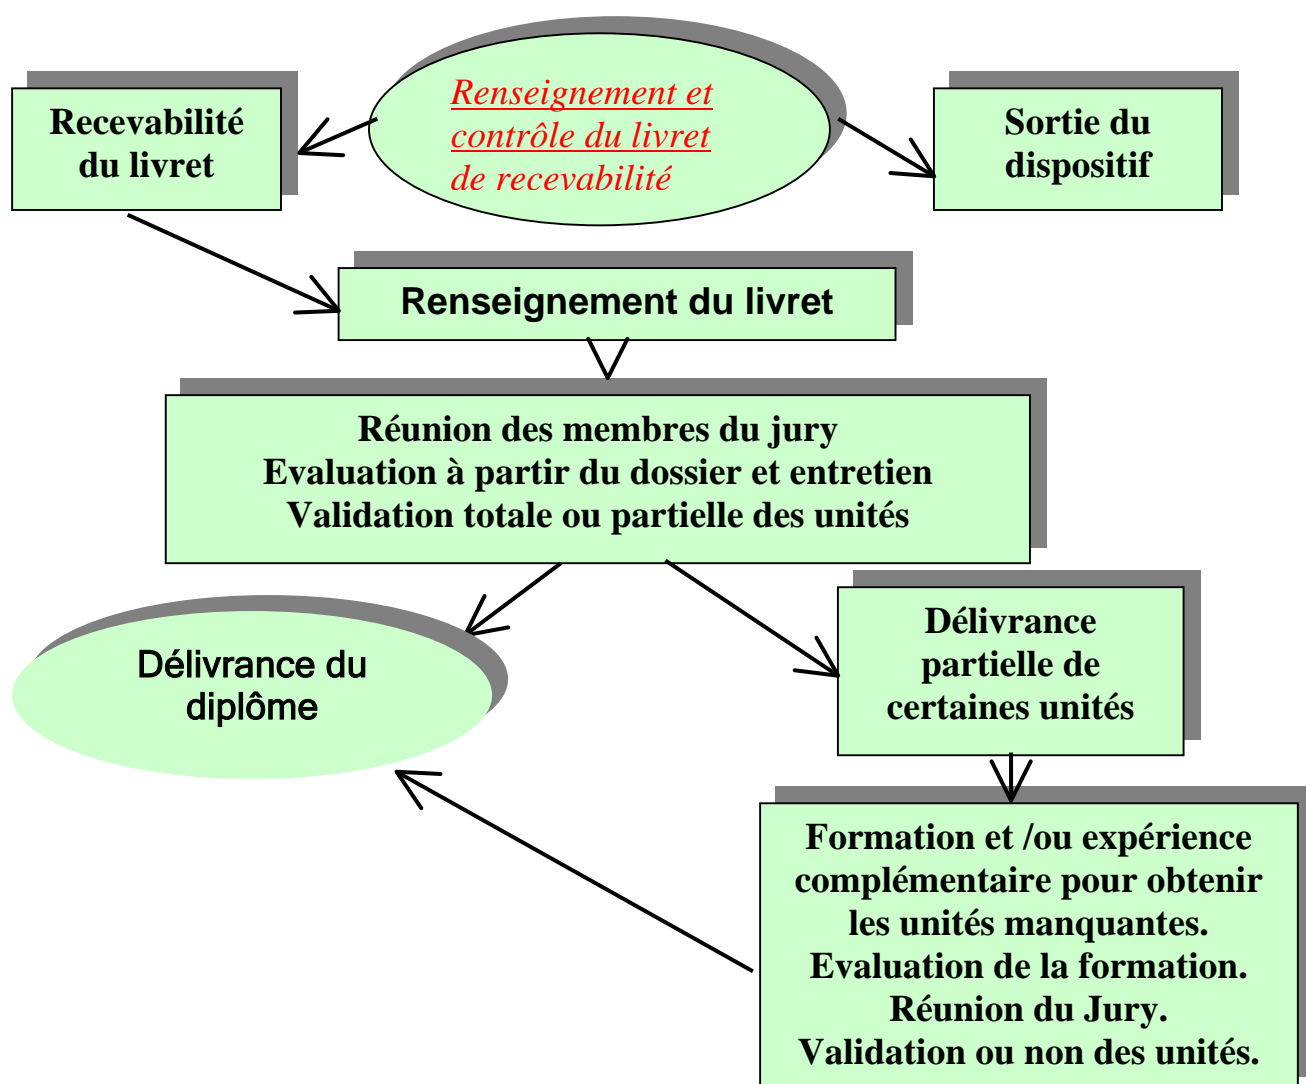 Renseignement et
contrôle du livret
de recevabilité
Recevabilité
du livret
Sortie du
dispositif
Renseignement du livret
Réunion des membres du jury
Evaluation à partir du dossier et entretien
Validation totale ou partielle des unités
Délivrance du
diplôme
Délivrance
partielle de
certaines unités
Formation et /ou expérience
complémentaire pour obtenir
les unités manquantes.
Evaluation de la formation.
Réunion du Jury.
Validation ou non des unités.